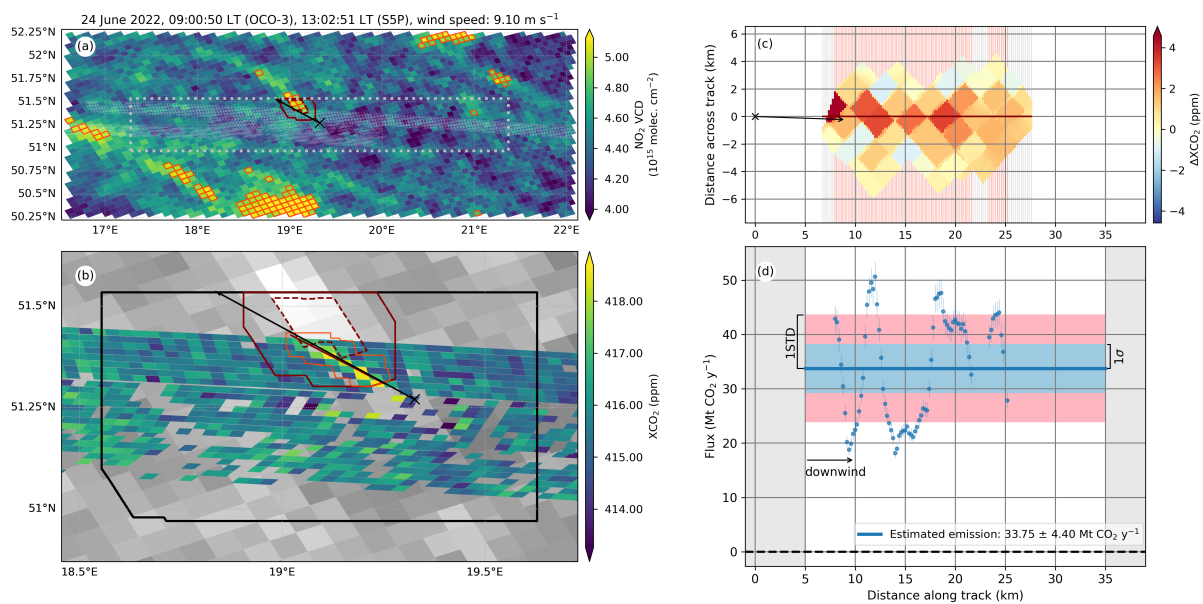 24 June 2022, 09:00:50 LT (OCO-3), 13:02:51 LT (S5P), wind speed: 9.10 m s⁻¹
(a)
52.25°N
52°N
51.75°N
51.5°N
51.25°N
51°N
50.75°N
50.5°N
50.25°N
17°E
18°E
19°E
20°E
21°E
22°E
5.00
4.80
4.60
4.40
4.20
4.00
NO₂ VCD
(10¹⁵ molec. cm⁻²)
(b)
51.5°N
51.25°N
51°N
18.5°E
19°E
19.5°E
418.00
417.00
416.00
415.00
414.00
XCO₂ (ppm)
(c)
6
4
2
0
−2
−4
−6
Distance across track (km)
0
5
10
15
20
25
30
35
4
2
0
−2
−4
ΔXCO₂ (ppm)
(d)
50
40
30
20
10
0
Flux (Mt CO₂ y⁻¹)
1STD
1σ
downwind
Estimated emission: 33.75 ± 4.40 Mt CO₂ y⁻¹
0
5
10
15
20
25
30
35
Distance along track (km)